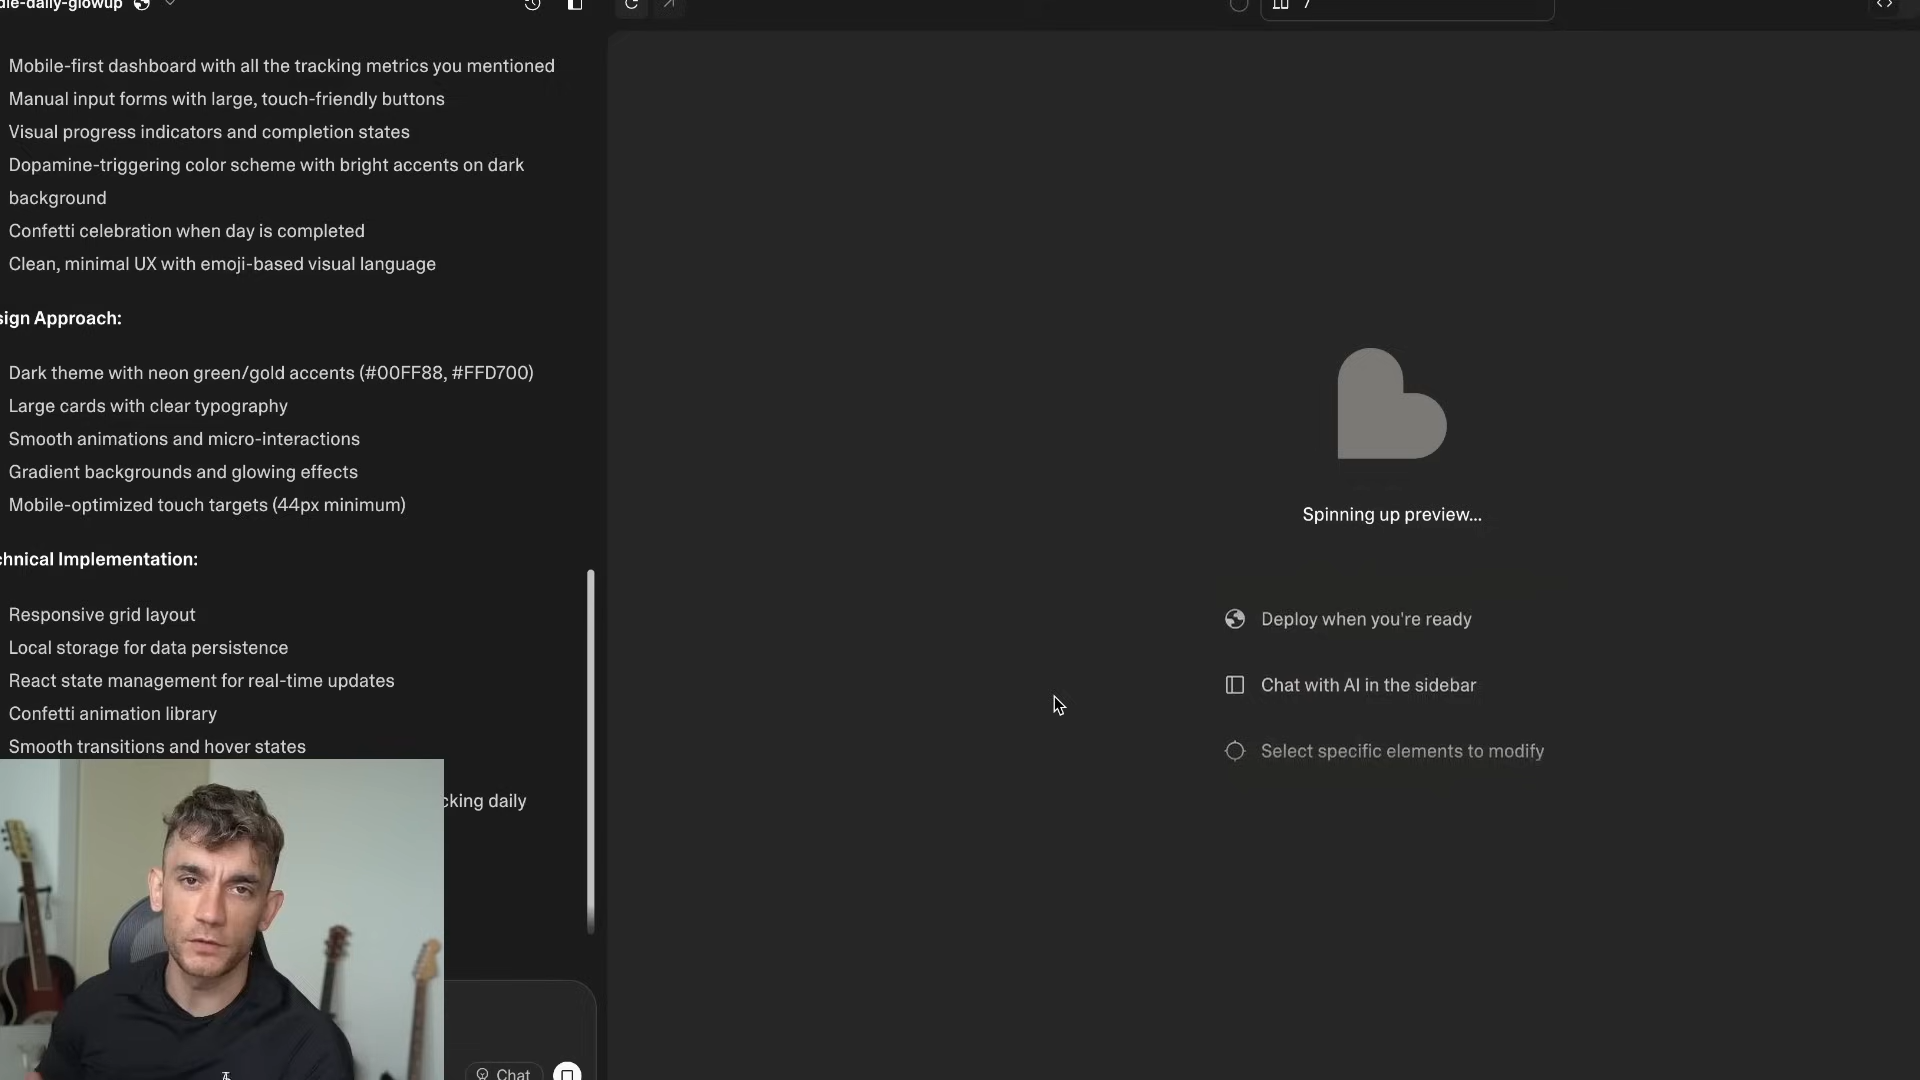 die-daily-glowup
/
Mobile-first dashboard with all the tracking metrics you mentioned
Manual input forms with large, touch-friendly buttons
Visual progress indicators and completion states
Dopamine-triggering color scheme with bright accents on dark
background
Confetti celebration when day is completed
Clean, minimal UX with emoji-based visual language
sign Approach:
Dark theme with neon green/gold accents (#00FF88, #FFD700)
Large cards with clear typography
Smooth animations and micro-interactions
Gradient backgrounds and glowing effects
Mobile-optimized touch targets (44px minimum)
chnical Implementation:
Responsive grid layout
Local storage for data persistence
React state management for real-time updates
Confetti animation library
Smooth transitions and hover states
cking daily
Chat
Spinning up preview...
Deploy when you're ready
Chat with AI in the sidebar
Select specific elements to modify